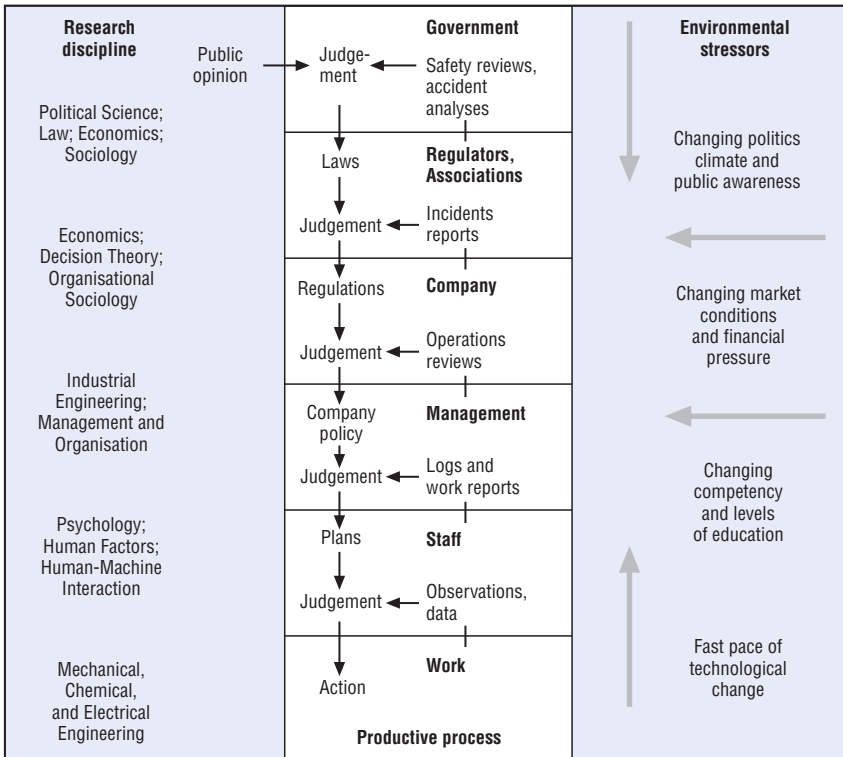 Research
discipline
Political Science;
Law; Economics;
Sociology
Economics;
Decision Theory;
Organisational
Sociology
Industrial
Engineering;
Management and
Organisation
Psychology;
Human Factors;
Human-Machine
Interaction
Mechanical,
Chemical,
and Electrical
Engineering
Public
opinion
Government
Judge-
ment
Safety reviews,
accident
analyses
Laws
Regulators,
Associations
Judgement
Incidents
reports
Regulations
Company
Judgement
Operations
reviews
Company
policy
Management
Judgement
Logs and
work reports
Plans
Staff
Judgement
Observations,
data
Work
Action
Productive process
Environmental
stressors
Changing politics
climate and
public awareness
Changing market
conditions
and financial
pressure
Changing
competency
and levels
of education
Fast pace of
technological
change